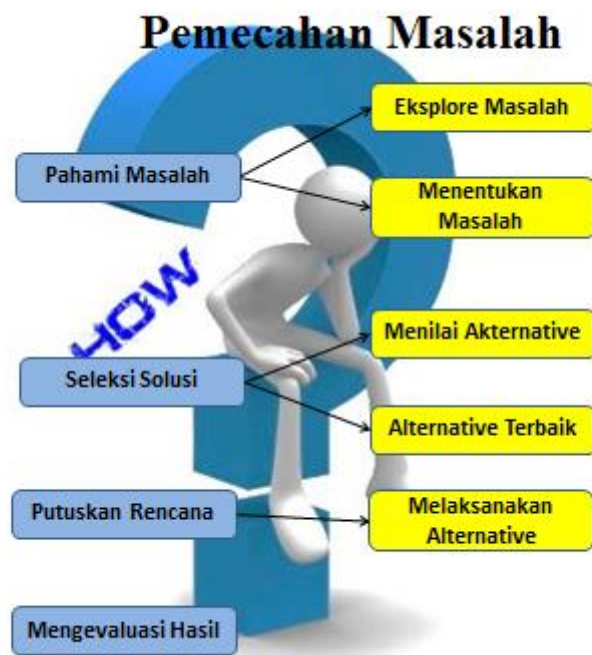 Pemecahan Masalah
Eksplore Masalah
Pahami Masalah
Menentukan
Masalah
HOW
Menilai Akternative
Seleksi Solusi
Alternative Terbaik
Putuskan Rencana
Melaksanakan
Alternative
Mengevaluasi Hasil